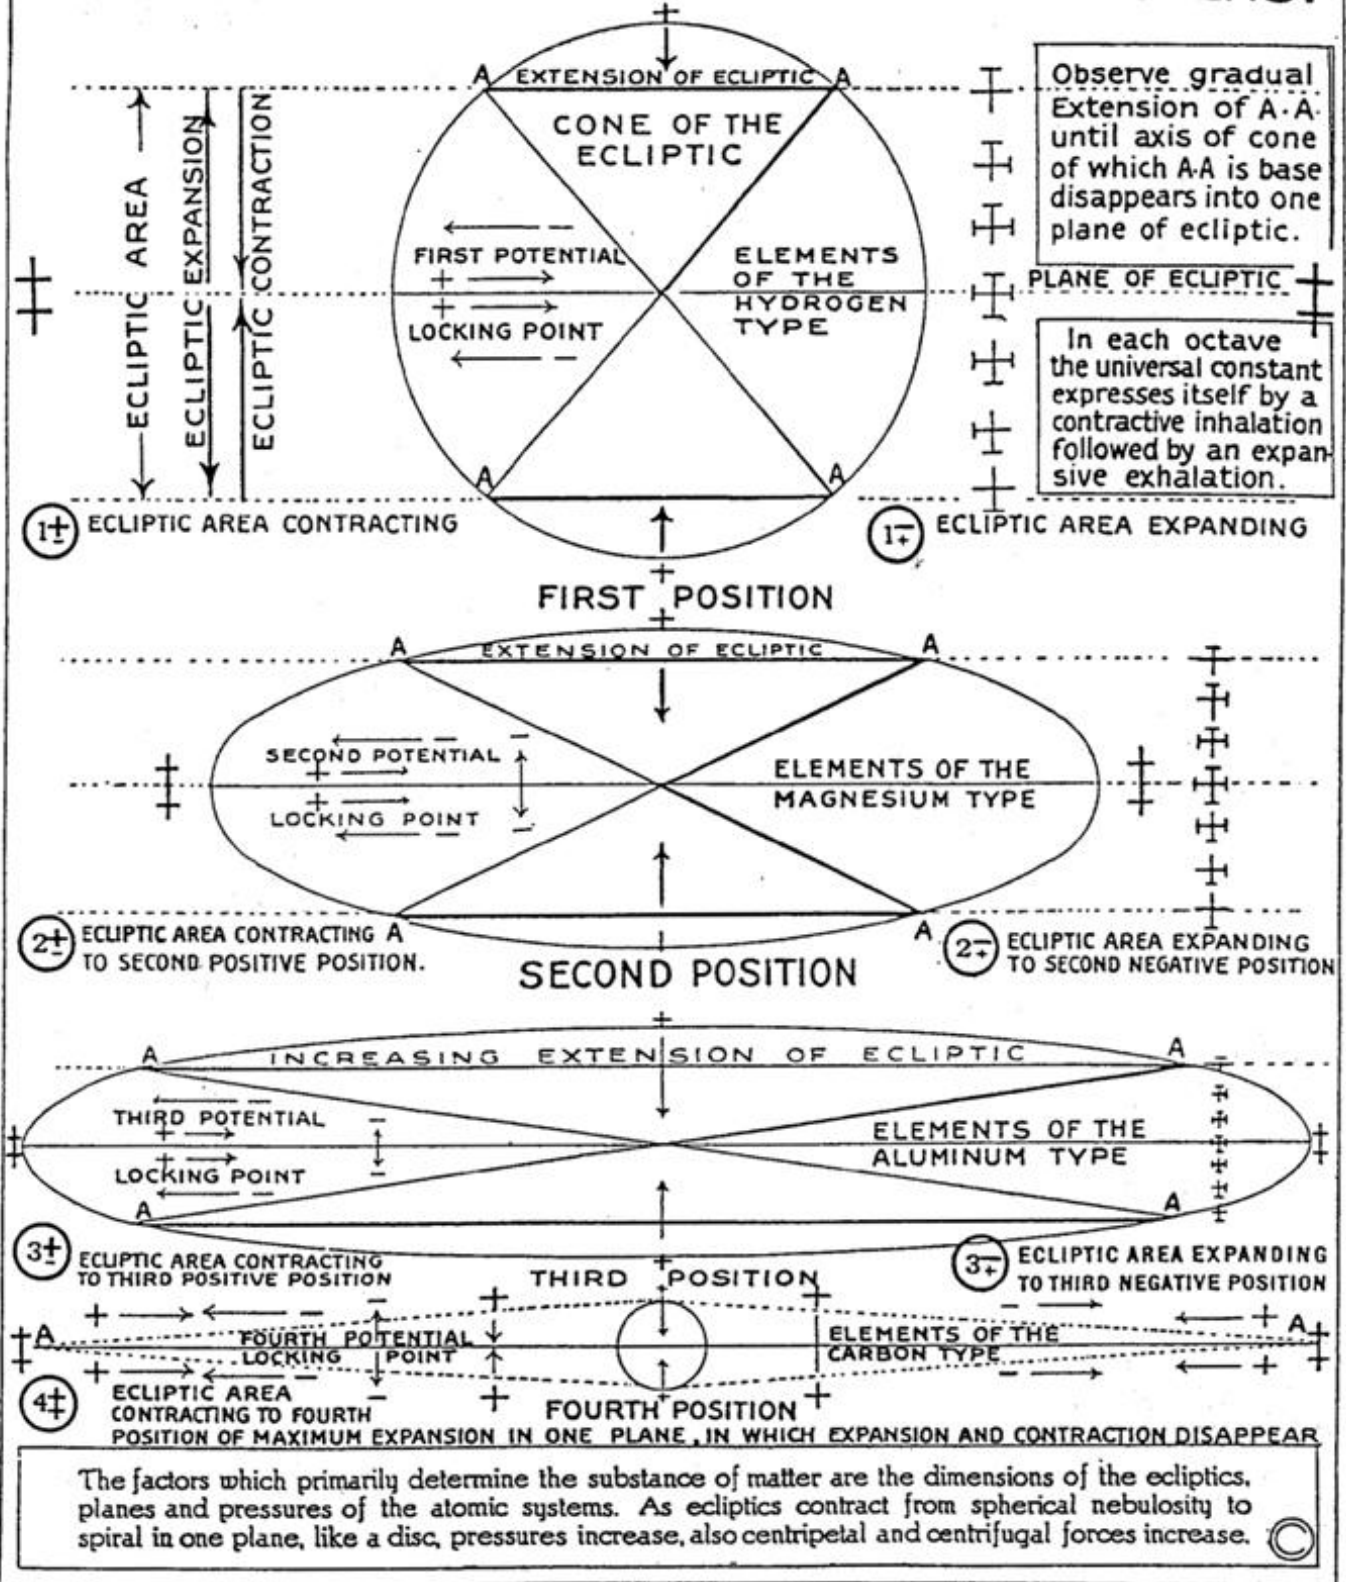 A EXTENSION OF ECLIPTIC A
CONE OF THE
ECLIPTIC
ECLIPTIC AREA
ECLIPTIC EXPANSION
ECLIPTIC CONTRACTION
FIRST POTENTIAL
LOCKING POINT
ELEMENTS
OF THE
HYDROGEN
TYPE
A A
Observe gradual
Extension of A·A·
until axis of cone
of which A·A is base
disappears into one
plane of ecliptic.
PLANE OF ECLIPTIC
In each octave
the universal constant
expresses itself by a
contractive inhalation
followed by an expan-
sive exhalation.
1± ECLIPTIC AREA CONTRACTING
1∓ ECLIPTIC AREA EXPANDING
FIRST POSITION
A EXTENSION OF ECLIPTIC A
SECOND POTENTIAL
LOCKING POINT
ELEMENTS OF THE
MAGNESIUM TYPE
2± ECLIPTIC AREA CONTRACTING A
TO SECOND POSITIVE POSITION.
A 2∓ ECLIPTIC AREA EXPANDING
TO SECOND NEGATIVE POSITION
SECOND POSITION
A INCREASING EXTENSION OF ECLIPTIC A
THIRD POTENTIAL
LOCKING POINT
ELEMENTS OF THE
ALUMINUM TYPE
A A
3± ECLIPTIC AREA CONTRACTING
TO THIRD POSITIVE POSITION
3∓ ECLIPTIC AREA EXPANDING
TO THIRD NEGATIVE POSITION
THIRD POSITION
A FOURTH POTENTIAL
LOCKING POINT
ELEMENTS OF THE A
CARBON TYPE
4‡ ECLIPTIC AREA
CONTRACTING TO FOURTH
FOURTH POSITION
POSITION OF MAXIMUM EXPANSION IN ONE PLANE, IN WHICH EXPANSION AND CONTRACTION DISAPPEAR
The factors which primarily determine the substance of matter are the dimensions of the ecliptics,
planes and pressures of the atomic systems. As ecliptics contract from spherical nebulosity to
spiral in one plane, like a disc, pressures increase, also centripetal and centrifugal forces increase. ©